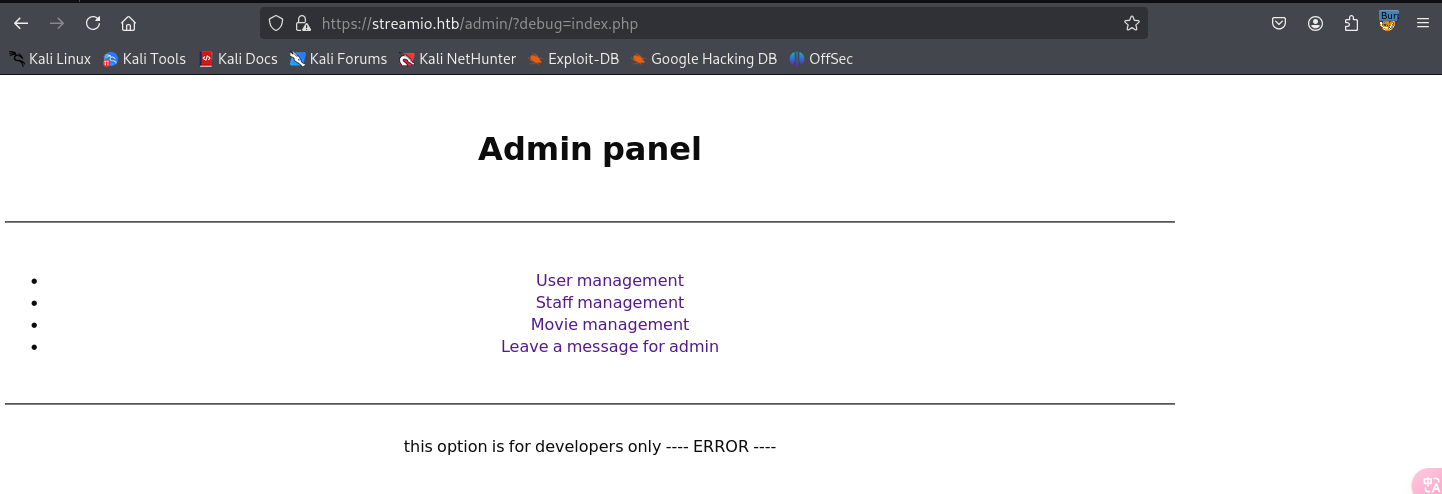 https://streamio.htb/admin/?debug=index.php
Kali Linux Kali Tools Kali Docs Kali Forums Kali NetHunter Exploit-DB Google Hacking DB OffSec
Admin panel
User management
Staff management
Movie management
Leave a message for admin
this option is for developers only ---- ERROR ----